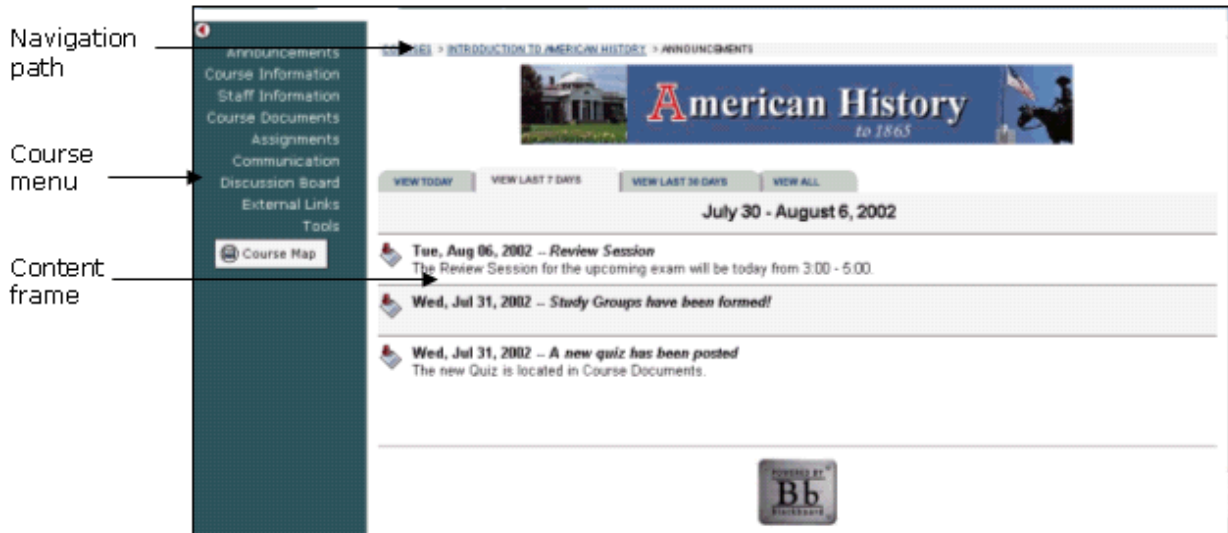 Navigation
path
Course
menu
Content
frame
Announcements
Course Information
Staff Information
Course Documents
Assignments
Communication
Discussion Board
External Links
Tools
Course Map
COURSES > INTRODUCTION TO AMERICAN HISTORY > ANNOUNCEMENTS
American History
to 1865
VIEW TODAY VIEW LAST 7 DAYS VIEW LAST 30 DAYS VIEW ALL
July 30 - August 6, 2002
Tue, Aug 06, 2002 -- Review Session
The Review Session for the upcoming exam will be today from 3:00 - 5:00.
Wed, Jul 31, 2002 -- Study Groups have been formed!
Wed, Jul 31, 2002 -- A new quiz has been posted
The new Quiz is located in Course Documents.
POWERED BY
Bb
Blackboard